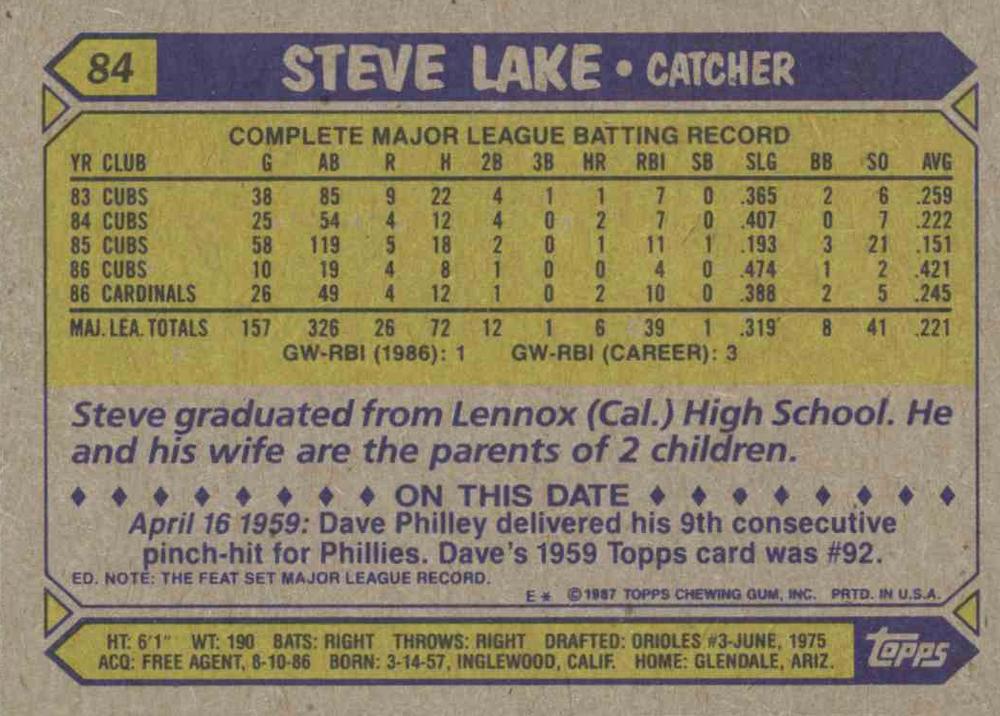 84 STEVE LAKE • CATCHER
COMPLETE MAJOR LEAGUE BATTING RECORD
YR CLUB G AB R H 2B 3B HR RBI SB SLG BB SO AVG
83 CUBS 38 85 9 22 4 1 1 7 0 .365 2 6 .259
84 CUBS 25 54 4 12 4 0 2 7 0 .407 0 7 .222
85 CUBS 58 119 5 18 2 0 1 11 1 .193 3 21 .151
86 CUBS 10 19 4 8 1 0 0 4 0 .474 1 2 .421
86 CARDINALS 26 49 4 12 1 0 2 10 0 .388 2 5 .245
MAJ. LEA. TOTALS 157 326 26 72 12 1 6 39 1 .319 8 41 .221
GW-RBI (1986): 1 GW-RBI (CAREER): 3
Steve graduated from Lennox (Cal.) High School. He
and his wife are the parents of 2 children.
ON THIS DATE
April 16 1959: Dave Philley delivered his 9th consecutive
pinch-hit for Phillies. Dave's 1959 Topps card was #92.
ED. NOTE: THE FEAT SET MAJOR LEAGUE RECORD.
E* ©1987 TOPPS CHEWING GUM, INC. PRTD. IN U.S.A.
HT: 6'1" WT: 190 BATS: RIGHT THROWS: RIGHT DRAFTED: ORIOLES #3-JUNE, 1975
ACQ: FREE AGENT, 8-10-86 BORN: 3-14-57, INGLEWOOD, CALIF. HOME: GLENDALE, ARIZ.
topps